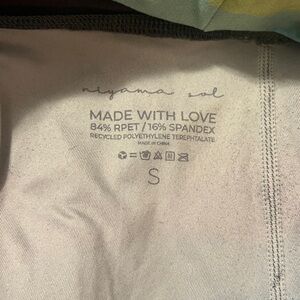 niyama sol
MADE WITH LOVE
84% RPET / 16% SPANDEX
RECYCLED POLYETHYLENE TEREPHTALATE
MADE IN CHINA
S